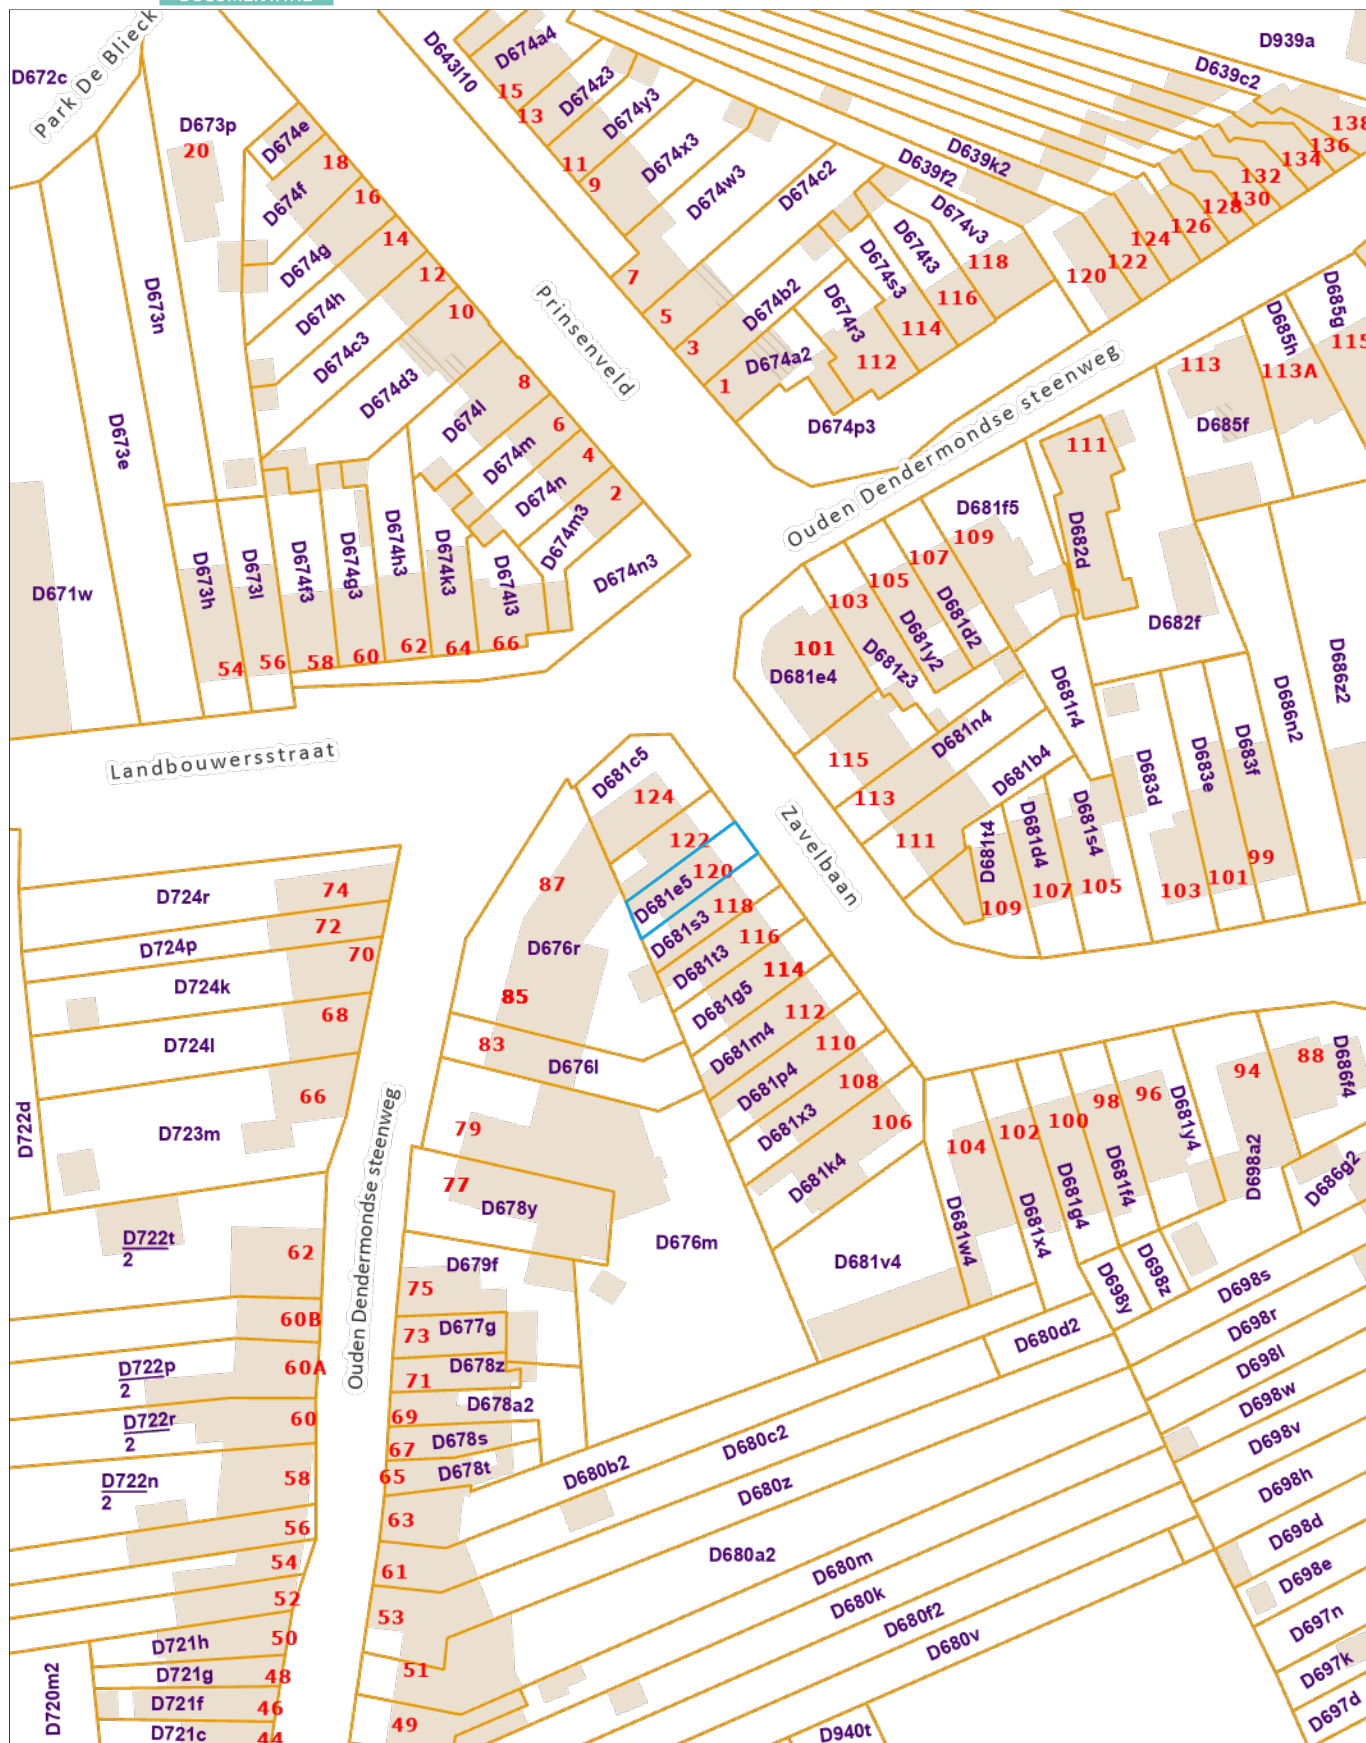 Park De Blieck
D672c
D673p
20
D674e
18
D674f
16
D674g
14
D674h
12
D674c3
10
D674d3
8
D674l
6
D674m
4
D674n
2
D674m3
D674n3
D673n
D673e
D671w
D673h
D673l
D674f3
D674g3
D674h3
D674k3
D674l3
54
56
58
60
62
64
66
Landbouwersstraat
D643l10
Prinsenveld
D674a4
15
13
D674z3
D674y3
11
9
D674x3
D674w3
7
D674c2
5
3
D674b2
D674a2
1
D674r3
D674s3
D674t3
D674v3
112
114
116
118
D674p3
D639f2
D639k2
D639c2
D939a
120
122
124
126
128
130
132
134
136
138
Ouden Dendermondse steenweg
113
D685f
D685h
113A
D685g
115
111
D682d
D682f
D681f5
109
107
105
103
101
D681e4
D681z3
D681y2
D681d2
D681r4
D681n4
D681b4
115
113
111
D681t4
D681d4
D681s4
109
107
105
D683d
D683e
D683f
103
101
99
D686n2
D686z2
Zavelbaan
D681c5
124
122
120
D681e5
118
D681s3
116
D681t3
114
D681g5
112
D681m4
110
D681p4
108
D681x3
106
D681k4
D681v4
87
D676r
85
83
D676l
79
77
D678y
D676m
D679f
75
73
D677g
71
D678z
69
D678a2
67
D678s
65
D678t
63
61
53
51
49
D724r
74
72
D724p
70
D724k
68
D724l
66
D723m
D722d
D722t
2
62
60B
D722p
2
60A
D722r
2
60
D722n
2
58
56
54
52
D721h
50
D721g
48
D721f
46
D721c
44
D720m2
Ouden Dendermondse steenweg
104
102
100
98
96
94
88
D681w4
D681x4
D681g4
D681f4
D681y4
D698a2
D686f4
D686g2
D698y
D698z
D698s
D698r
D698l
D698w
D698v
D698h
D698d
D698e
D697n
D697k
D697d
D680d2
D680c2
D680b2
D680z
D680a2
D680m
D680k
D680f2
D680v
D940t